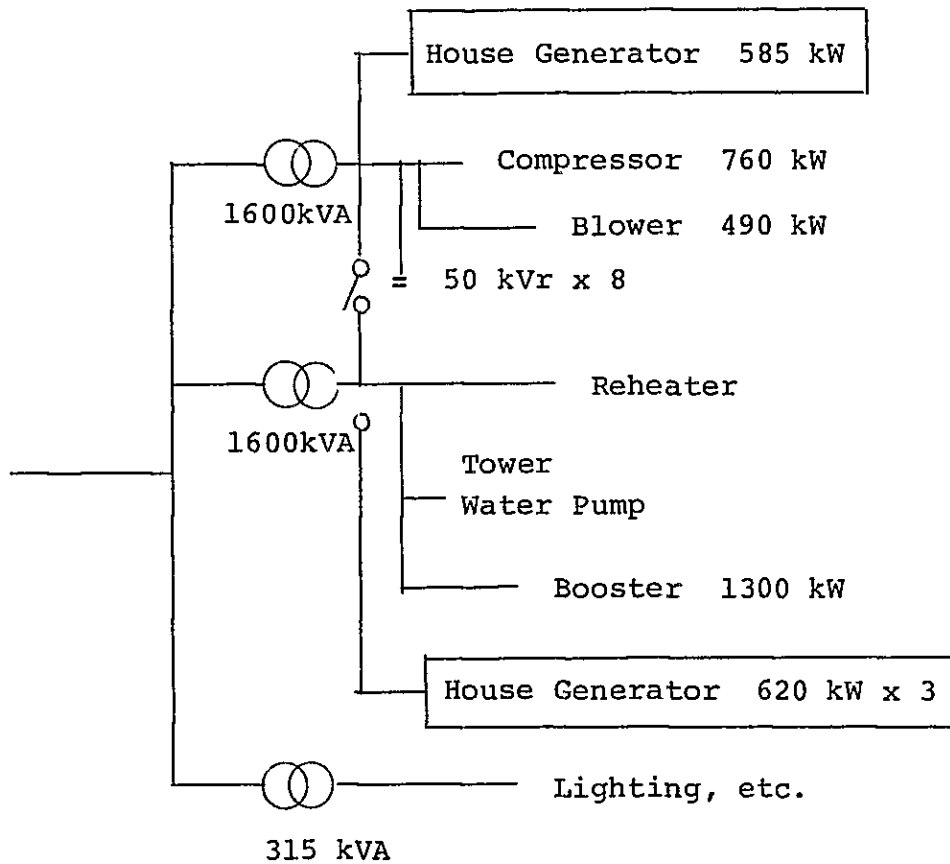 House Generator 585 kW
Compressor 760 kW
1600kVA
Blower 490 kW
= 50 kVr x 8
Reheater
1600kVA
Tower
Water Pump
Booster 1300 kW
House Generator 620 kW x 3
Lighting, etc.
315 kVA